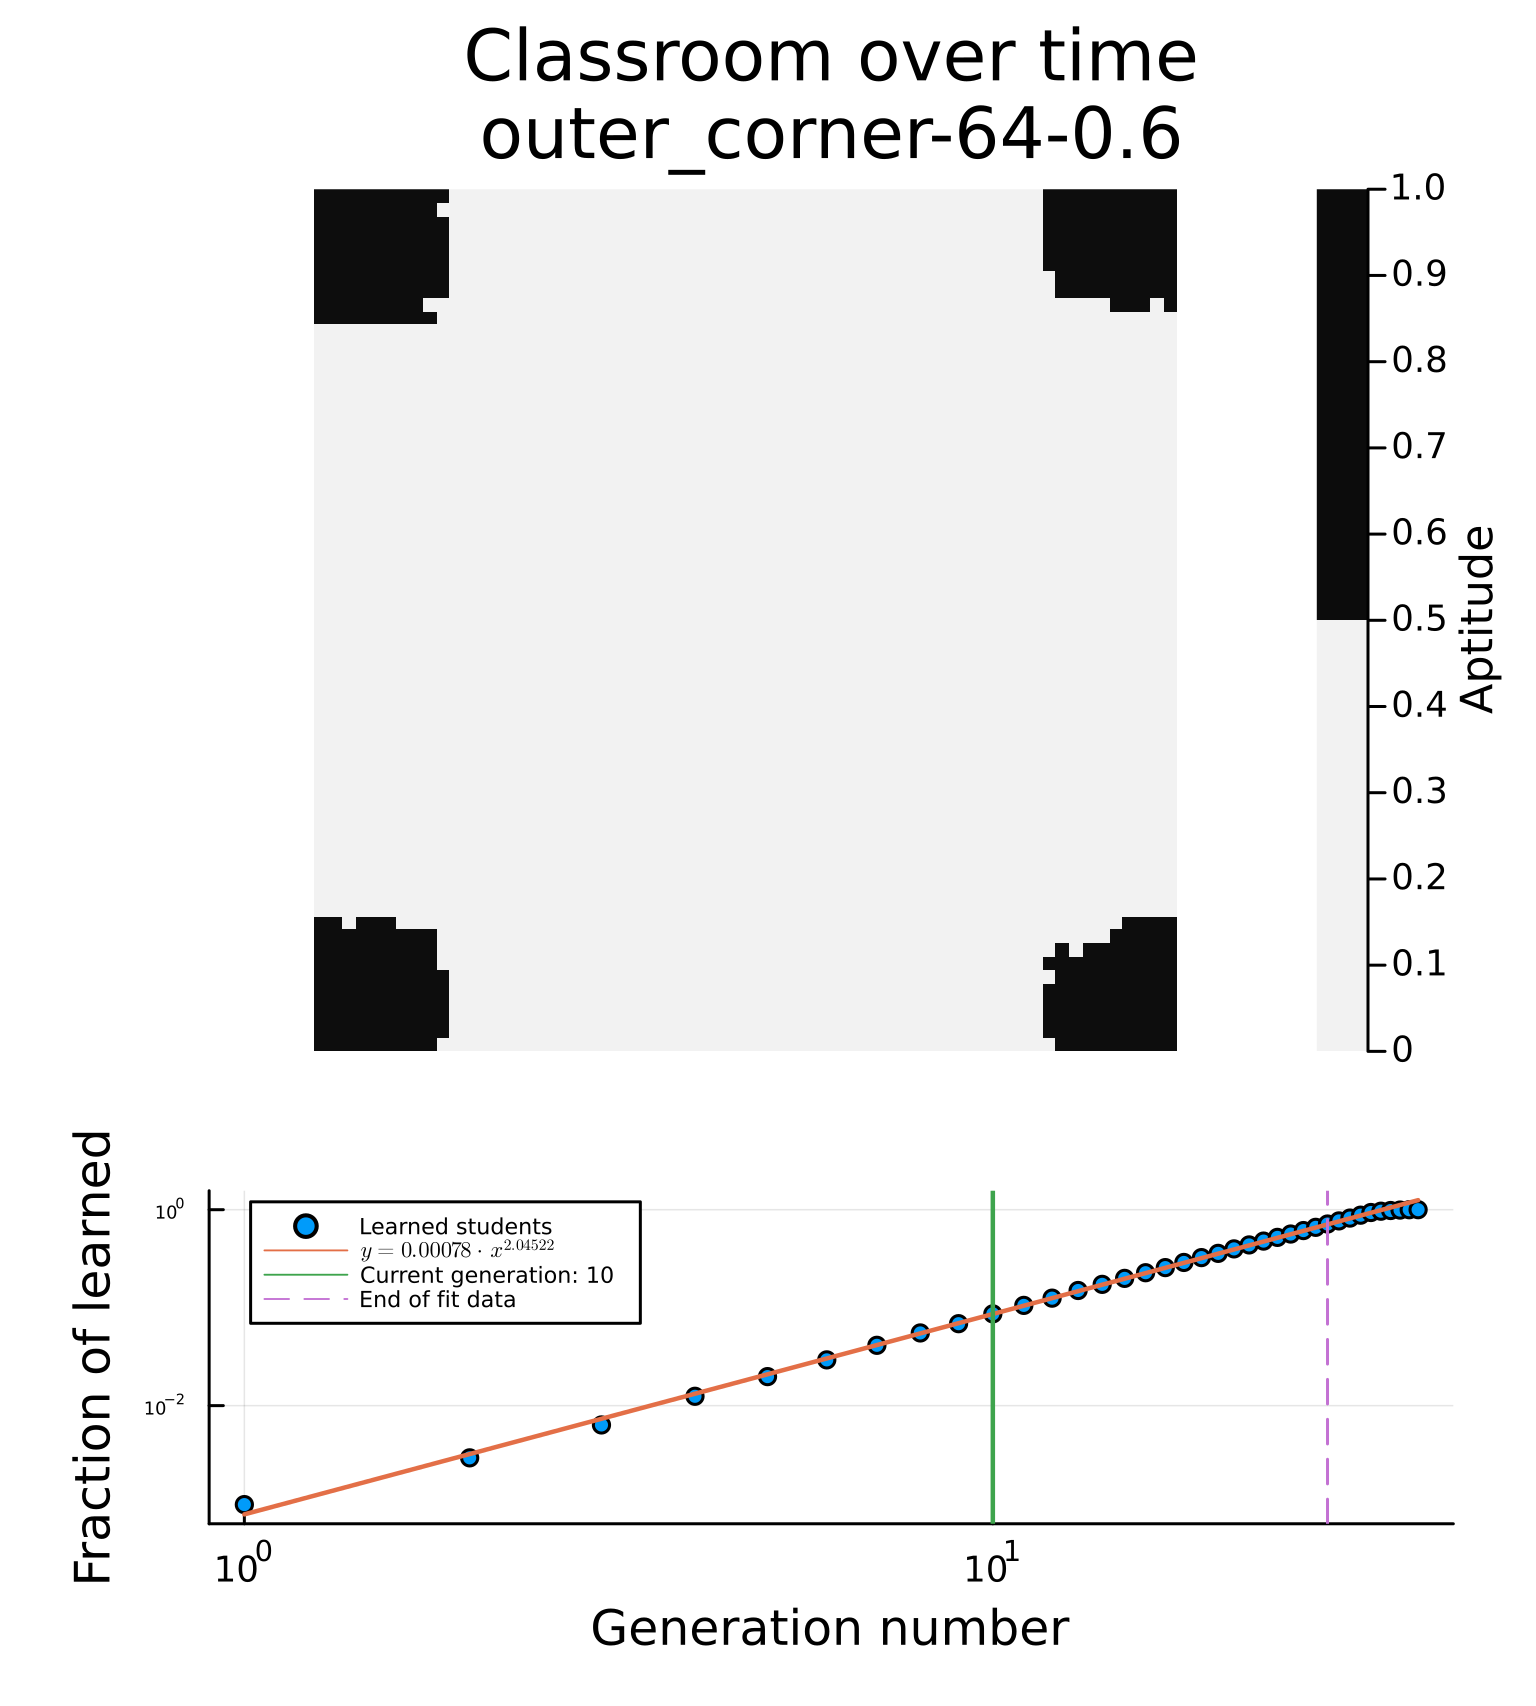 Classroom over time
outer_corner-64-0.6
1.0
0.9
0.8
0.7
0.6
0.5
0.4
0.3
0.2
0.1
0
Aptitude
Fraction of learned
10⁰
10⁻²
Learned students
y = 0.00078 · x^2.04522
Current generation: 10
End of fit data
10⁰
10¹
Generation number